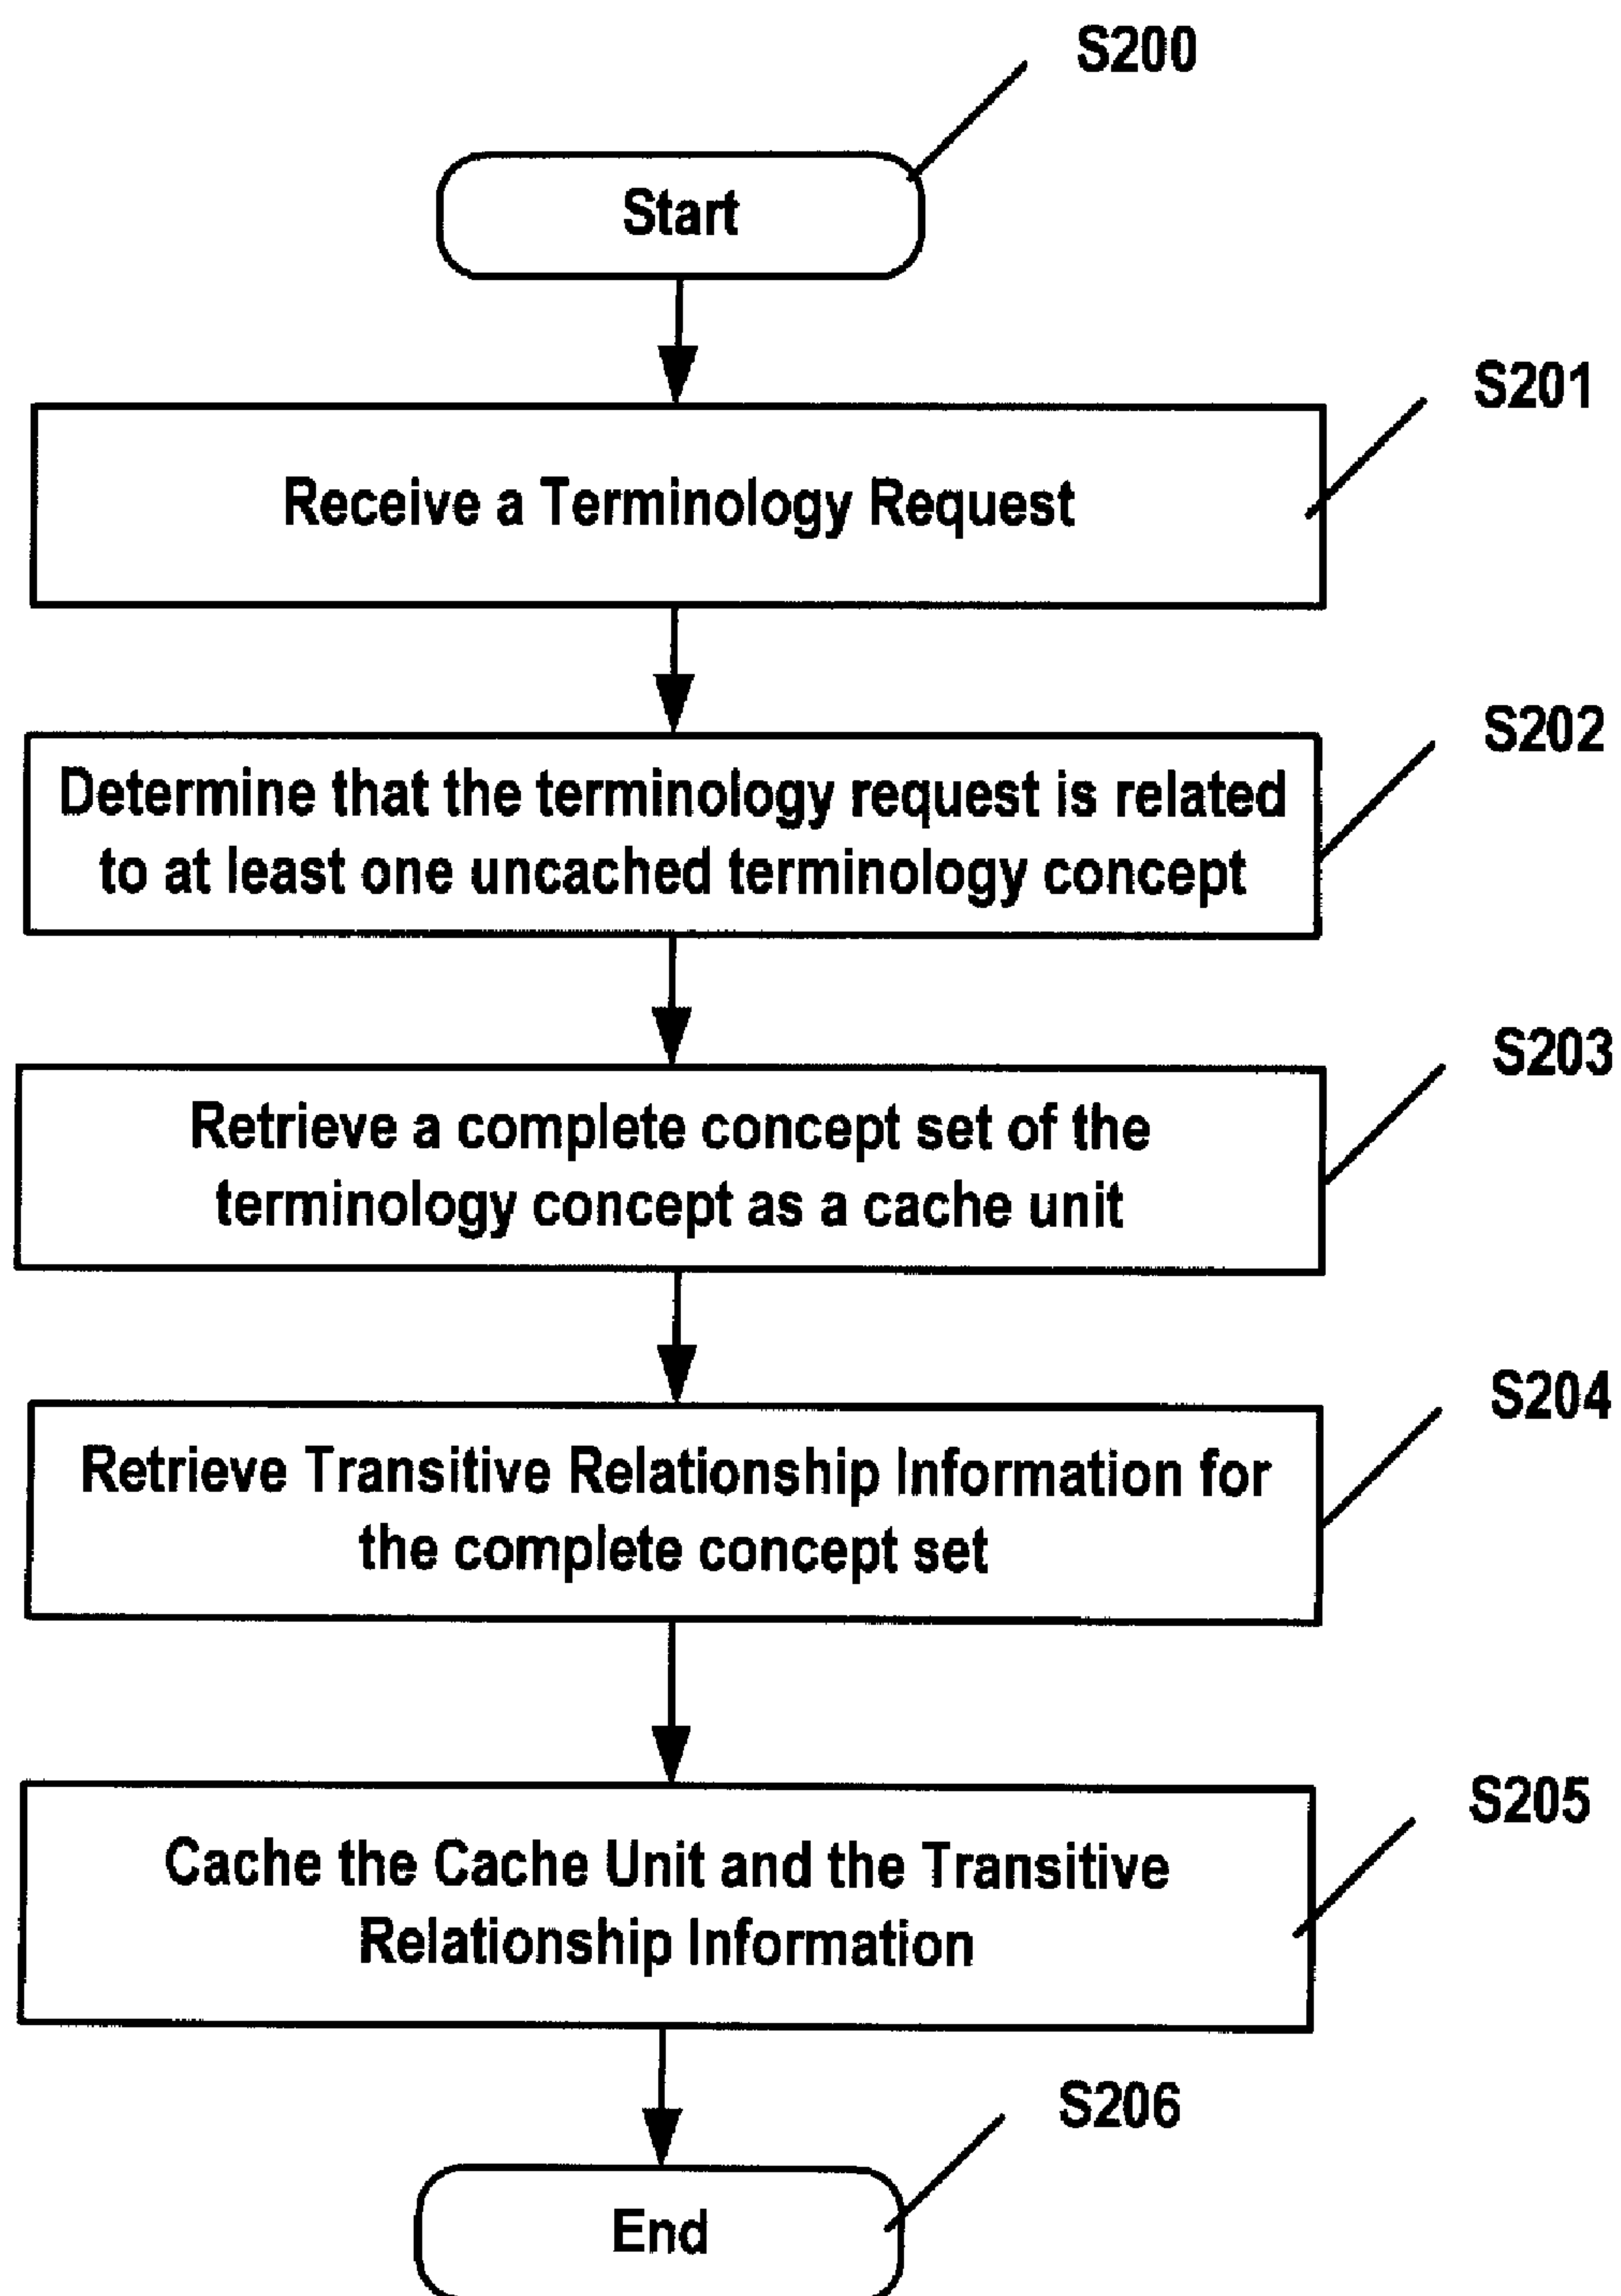 S200
Start
S201
Receive a Terminology Request
S202
Determine that the terminology request is related
to at least one uncached terminology concept
S203
Retrieve a complete concept set of the
terminology concept as a cache unit
S204
Retrieve Transitive Relationship Information for
the complete concept set
S205
Cache the Cache Unit and the Transitive
Relationship Information
S206
End